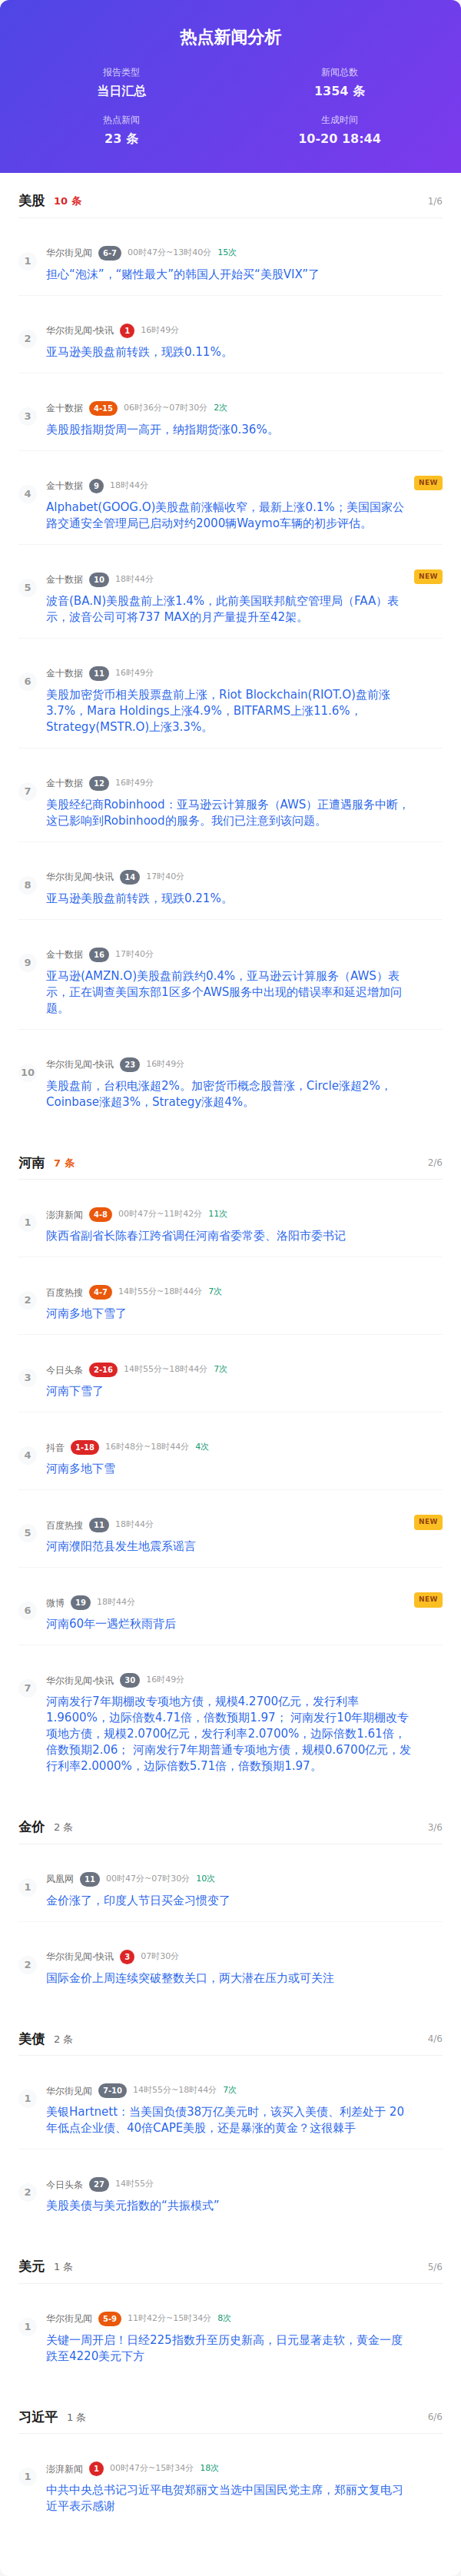 热点新闻分析
报告类型
当日汇总
新闻总数
1354 条
热点新闻
23 条
生成时间
10-20 18:44
美股 10 条 1/6
1
华尔街见闻 6-7 00时47分~13时40分 15次
担心“泡沫”，“赌性最大”的韩国人开始买“美股VIX”了
2
华尔街见闻-快讯 1 16时49分
亚马逊美股盘前转跌，现跌0.11%。
3
金十数据 4-15 06时36分~07时30分 2次
美股股指期货周一高开，纳指期货涨0.36%。
4
金十数据 9 18时44分 NEW
Alphabet(GOOG.O)美股盘前涨幅收窄，最新上涨0.1%；美国国家公
路交通安全管理局已启动对约2000辆Waymo车辆的初步评估。
5
金十数据 10 18时44分 NEW
波音(BA.N)美股盘前上涨1.4%，此前美国联邦航空管理局（FAA）表
示，波音公司可将737 MAX的月产量提升至42架。
6
金十数据 11 16时49分
美股加密货币相关股票盘前上涨，Riot Blockchain(RIOT.O)盘前涨
3.7%，Mara Holdings上涨4.9%，BITFARMS上涨11.6%，
Strategy(MSTR.O)上涨3.3%。
7
金十数据 12 16时49分
美股经纪商Robinhood：亚马逊云计算服务（AWS）正遭遇服务中断，
这已影响到Robinhood的服务。我们已注意到该问题。
8
华尔街见闻-快讯 14 17时40分
亚马逊美股盘前转跌，现跌0.21%。
9
金十数据 16 17时40分
亚马逊(AMZN.O)美股盘前跌约0.4%，亚马逊云计算服务（AWS）表
示，正在调查美国东部1区多个AWS服务中出现的错误率和延迟增加问
题。
10
华尔街见闻-快讯 23 16时49分
美股盘前，台积电涨超2%。加密货币概念股普涨，Circle涨超2%，
Coinbase涨超3%，Strategy涨超4%。
河南 7 条 2/6
1
澎湃新闻 4-8 00时47分~11时42分 11次
陕西省副省长陈春江跨省调任河南省委常委、洛阳市委书记
2
百度热搜 4-7 14时55分~18时44分 7次
河南多地下雪了
3
今日头条 2-16 14时55分~18时44分 7次
河南下雪了
4
抖音 1-18 16时48分~18时44分 4次
河南多地下雪
5
百度热搜 11 18时44分 NEW
河南濮阳范县发生地震系谣言
6
微博 19 18时44分 NEW
河南60年一遇烂秋雨背后
7
华尔街见闻-快讯 30 16时49分
河南发行7年期棚改专项地方债，规模4.2700亿元，发行利率
1.9600%，边际倍数4.71倍，倍数预期1.97； 河南发行10年期棚改专
项地方债，规模2.0700亿元，发行利率2.0700%，边际倍数1.61倍，
倍数预期2.06； 河南发行7年期普通专项地方债，规模0.6700亿元，发
行利率2.0000%，边际倍数5.71倍，倍数预期1.97。
金价 2 条 3/6
1
凤凰网 11 00时47分~07时30分 10次
金价涨了，印度人节日买金习惯变了
2
华尔街见闻-快讯 3 07时30分
国际金价上周连续突破整数关口，两大潜在压力或可关注
美债 2 条 4/6
1
华尔街见闻 7-10 14时55分~18时44分 7次
美银Hartnett：当美国负债38万亿美元时，该买入美债、利差处于 20
年低点企业债、40倍CAPE美股，还是暴涨的黄金？这很棘手
2
今日头条 27 14时55分
美股美债与美元指数的“共振模式”
美元 1 条 5/6
1
华尔街见闻 5-9 11时42分~15时34分 8次
关键一周开启！日经225指数升至历史新高，日元显著走软，黄金一度
跌至4220美元下方
习近平 1 条 6/6
1
澎湃新闻 1 00时47分~15时34分 18次
中共中央总书记习近平电贺郑丽文当选中国国民党主席，郑丽文复电习
近平表示感谢